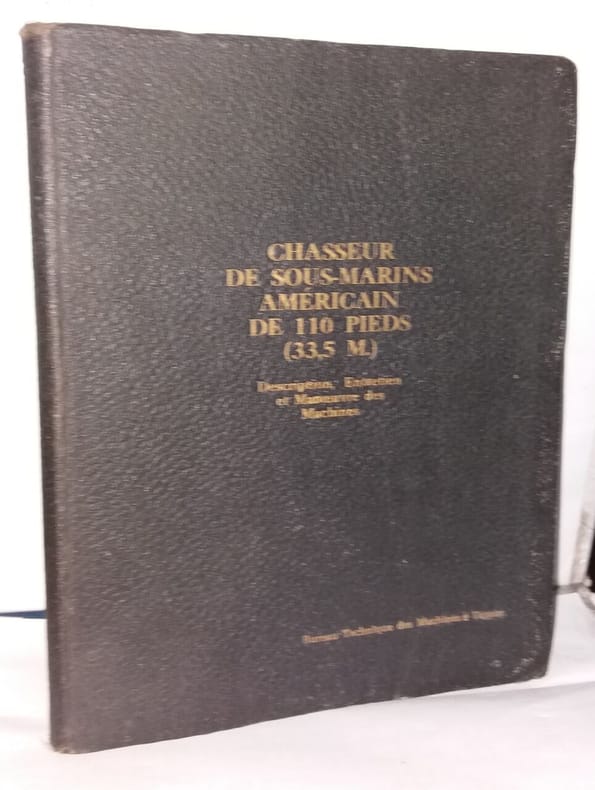 CHASSEUR
DE SOUS-MARINS
AMÉRICAIN
DE 110 PIEDS
(33,5 M.)
Description, Entretien
et Manœuvre des
Machines
Bureau Technique des Machines à Vapeur